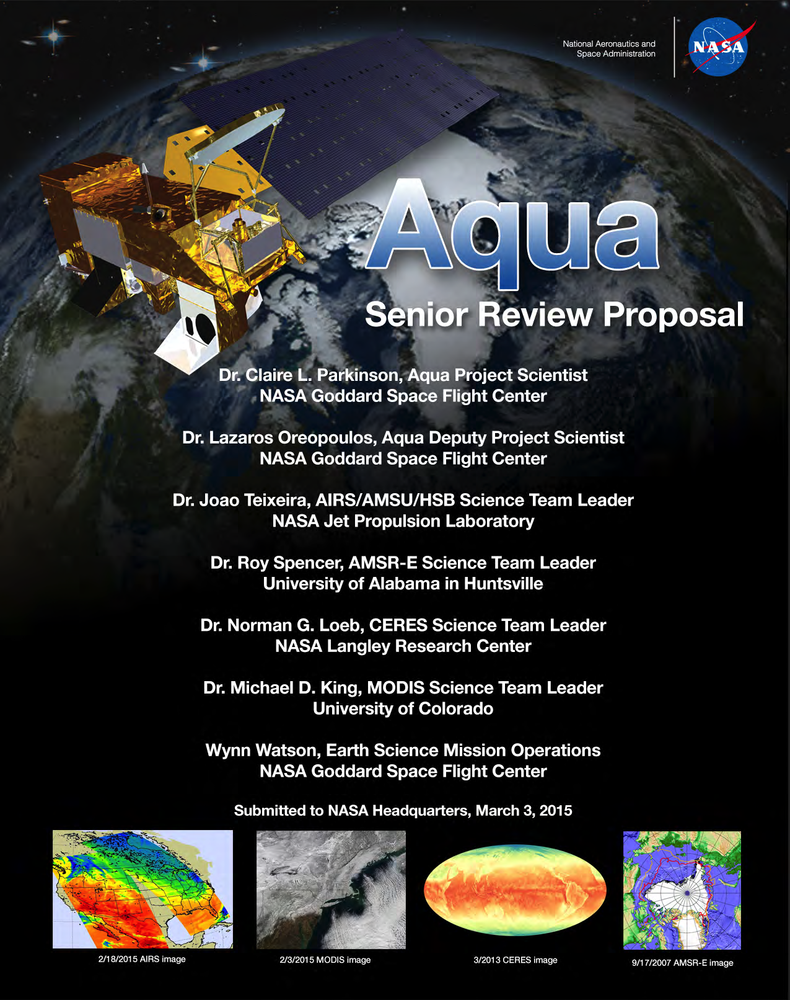 National Aeronautics and
Space Administration
NASA
Aqua
Senior Review Proposal
Dr. Claire L. Parkinson, Aqua Project Scientist
NASA Goddard Space Flight Center
Dr. Lazaros Oreopoulos, Aqua Deputy Project Scientist
NASA Goddard Space Flight Center
Dr. Joao Teixeira, AIRS/AMSU/HSB Science Team Leader
NASA Jet Propulsion Laboratory
Dr. Roy Spencer, AMSR-E Science Team Leader
University of Alabama in Huntsville
Dr. Norman G. Loeb, CERES Science Team Leader
NASA Langley Research Center
Dr. Michael D. King, MODIS Science Team Leader
University of Colorado
Wynn Watson, Earth Science Mission Operations
NASA Goddard Space Flight Center
Submitted to NASA Headquarters, March 3, 2015
2/18/2015 AIRS image
2/3/2015 MODIS image
3/2013 CERES image
9/17/2007 AMSR-E image